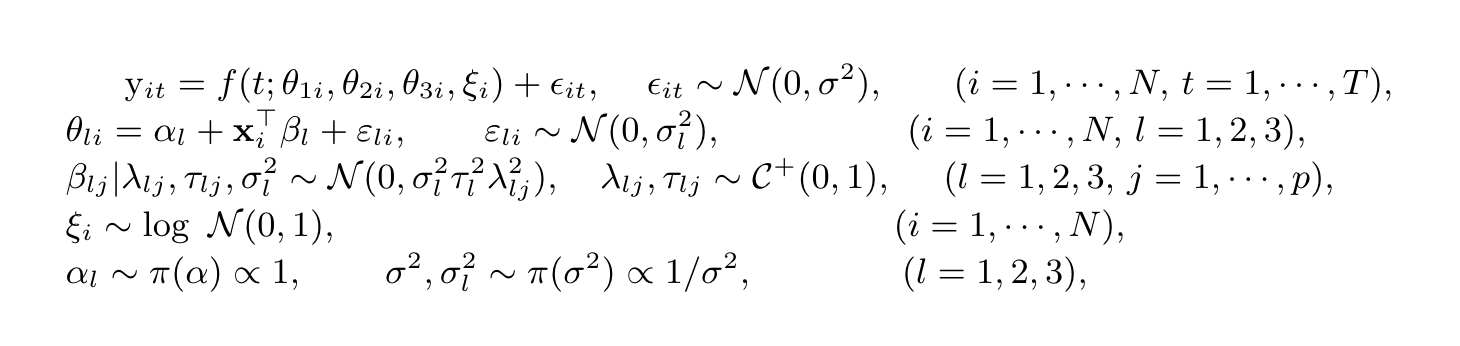 y_{it} = f(t; θ_{1i}, θ_{2i}, θ_{3i}, ξ_i) + ϵ_{it}, ϵ_{it} ∼ 𝒩(0, σ^2), (i = 1, ⋯, N, t = 1, ⋯, T),
θ_{li} = α_l + 𝐱_i^⊤ β_l + ε_{li}, ε_{li} ∼ 𝒩(0, σ_l^2), (i = 1, ⋯, N, l = 1, 2, 3),
β_{lj}|λ_{lj}, τ_{lj}, σ_l^2 ∼ 𝒩(0, σ_l^2 τ_l^2 λ_{lj}^2), λ_{lj}, τ_{lj} ∼ 𝒞^+(0, 1), (l = 1, 2, 3, j = 1, ⋯, p),
ξ_i ∼ log 𝒩(0, 1), (i = 1, ⋯, N),
α_l ∼ π(α) ∝ 1, σ^2, σ_l^2 ∼ π(σ^2) ∝ 1/σ^2, (l = 1, 2, 3),